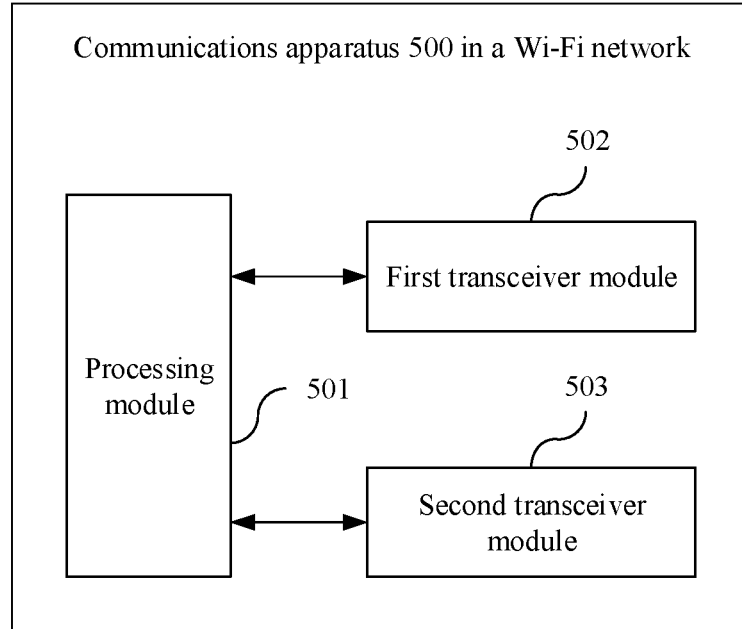 Communications apparatus 500 in a Wi-Fi network
502
First transceiver module
Processing
module
501
503
Second transceiver
module